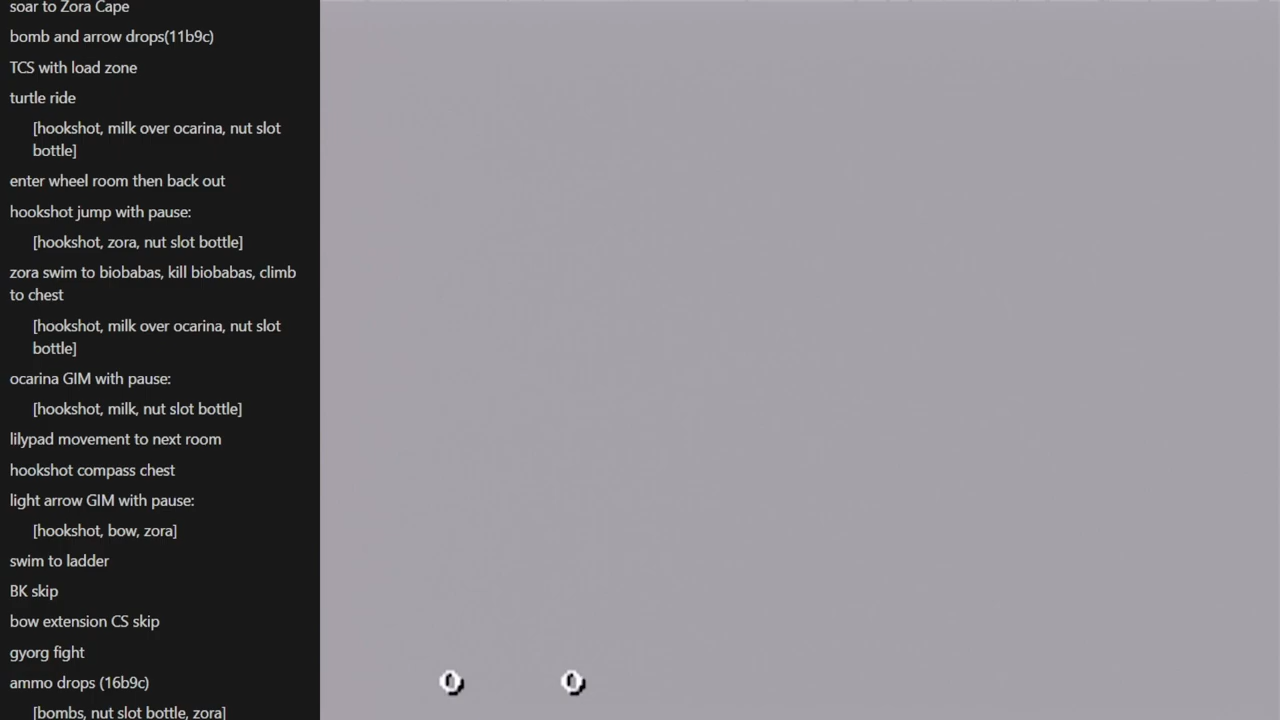 soar to Zora Cape
bomb and arrow drops(11b9c)
TCS with load zone
turtle ride
[hookshot, milk over ocarina, nut slot
bottle]
enter wheel room then back out
hookshot jump with pause:
[hookshot, zora, nut slot bottle]
zora swim to biobabas, kill biobabas, climb
to chest
[hookshot, milk over ocarina, nut slot
bottle]
ocarina GIM with pause:
[hookshot, milk, nut slot bottle]
lilypad movement to next room
hookshot compass chest
light arrow GIM with pause:
[hookshot, bow, zora]
swim to ladder
BK skip
bow extension CS skip
gyorg fight
ammo drops (16b9c)
[bombs, nut slot bottle, zora]
0 0